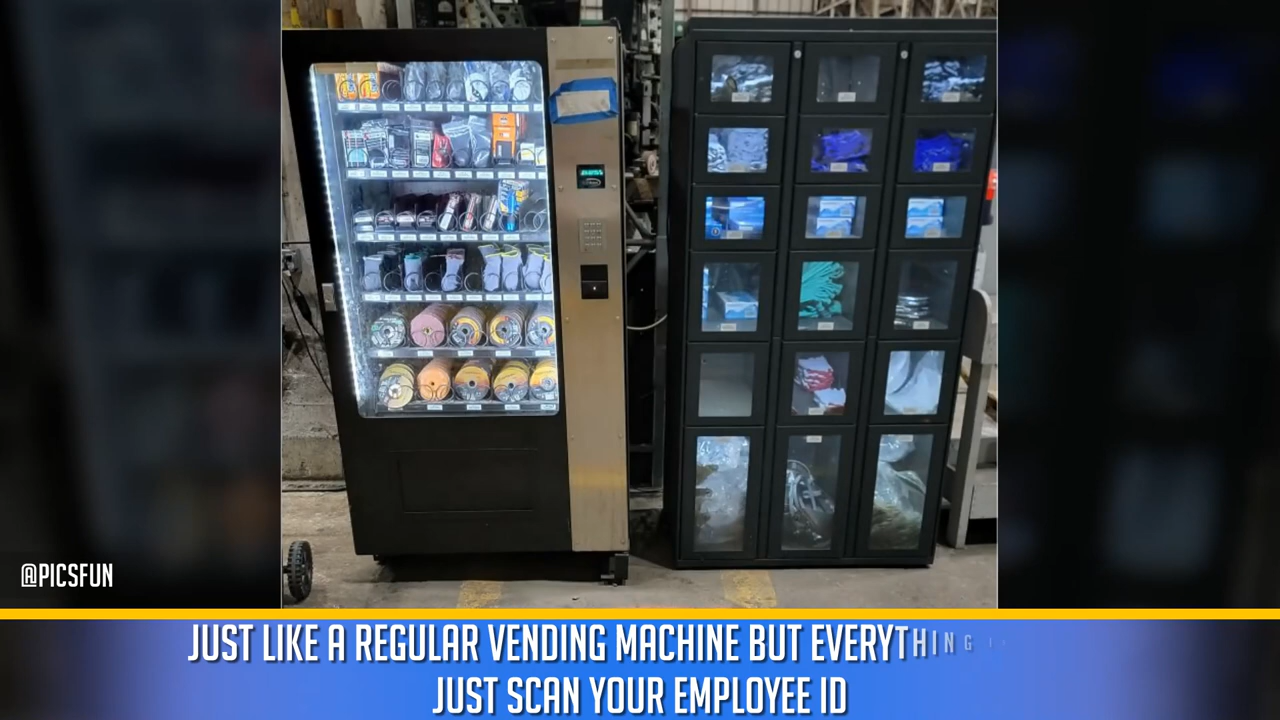 @PICSFUN
JUST LIKE A REGULAR VENDING MACHINE BUT EVERYTHING
JUST SCAN YOUR EMPLOYEE ID